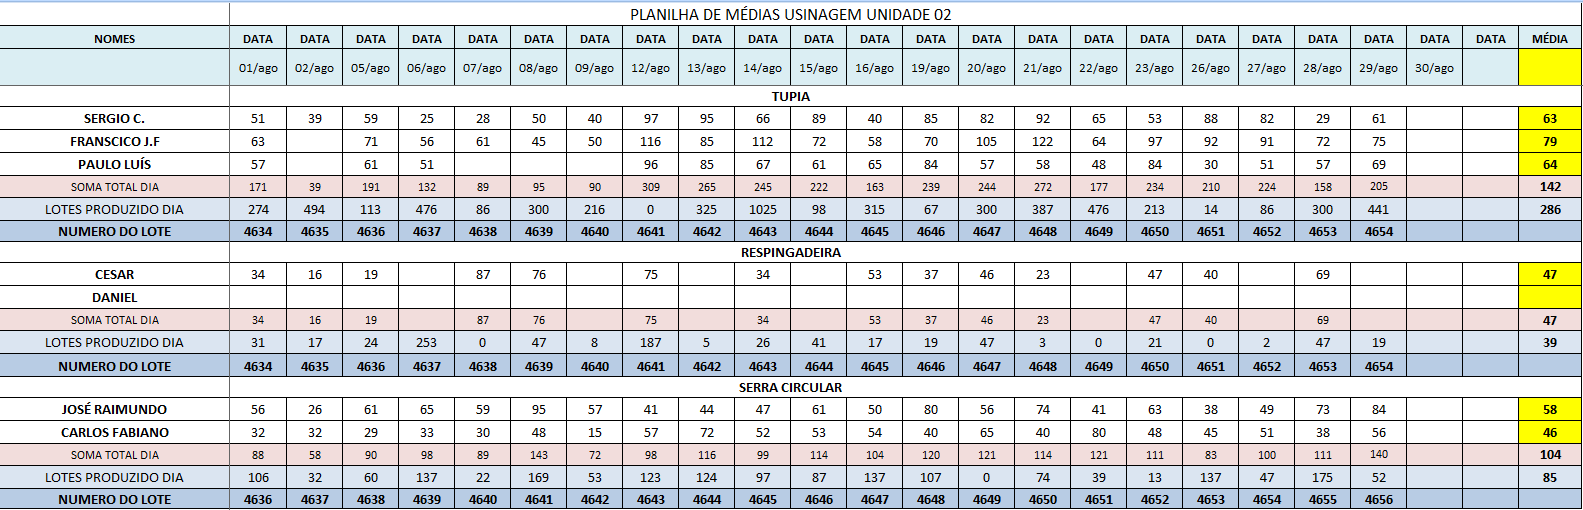 PLANILHA DE MÉDIAS USINAGEM UNIDADE 02
NOMES DATA DATA DATA DATA DATA DATA DATA DATA DATA DATA DATA DATA DATA DATA DATA DATA DATA DATA DATA DATA DATA DATA DATA MÉDIA
01/ago 02/ago 05/ago 06/ago 07/ago 08/ago 09/ago 12/ago 13/ago 14/ago 15/ago 16/ago 19/ago 20/ago 21/ago 22/ago 23/ago 26/ago 27/ago 28/ago 29/ago 30/ago
TUPIA
SERGIO C. 51 39 59 25 28 50 40 97 95 66 89 40 85 82 92 65 53 88 82 29 61 63
FRANSCICO J.F 63 71 56 61 45 50 116 85 112 72 58 70 105 122 64 97 92 91 72 75 79
PAULO LUÍS 57 61 51 96 85 67 61 65 84 57 58 48 84 30 51 57 69 64
SOMA TOTAL DIA 171 39 191 132 89 95 90 309 265 245 222 163 239 244 272 177 234 210 224 158 205 142
LOTES PRODUZIDO DIA 274 494 113 476 86 300 216 0 325 1025 98 315 67 300 387 476 213 14 86 300 441 286
NUMERO DO LOTE 4634 4635 4636 4637 4638 4639 4640 4641 4642 4643 4644 4645 4646 4647 4648 4649 4650 4651 4652 4653 4654
RESPINGADEIRA
CESAR 34 16 19 87 76 75 34 53 37 46 23 47 40 69 47
DANIEL
SOMA TOTAL DIA 34 16 19 87 76 75 34 53 37 46 23 47 40 69 47
LOTES PRODUZIDO DIA 31 17 24 253 0 47 8 187 5 26 41 17 19 47 3 0 21 0 2 47 19 39
NUMERO DO LOTE 4634 4635 4636 4637 4638 4639 4640 4641 4642 4643 4644 4645 4646 4647 4648 4649 4650 4651 4652 4653 4654
SERRA CIRCULAR
JOSÉ RAIMUNDO 56 26 61 65 59 95 57 41 44 47 61 50 80 56 74 41 63 38 49 73 84 58
CARLOS FABIANO 32 32 29 33 30 48 15 57 72 52 53 54 40 65 40 80 48 45 51 38 56 46
SOMA TOTAL DIA 88 58 90 98 89 143 72 98 116 99 114 104 120 121 114 121 111 83 100 111 140 104
LOTES PRODUZIDO DIA 106 32 60 137 22 169 53 123 124 97 87 137 107 0 74 39 13 137 47 175 52 85
NUMERO DO LOTE 4636 4637 4638 4639 4640 4641 4642 4643 4644 4645 4646 4647 4648 4649 4650 4651 4652 4653 4654 4655 4656